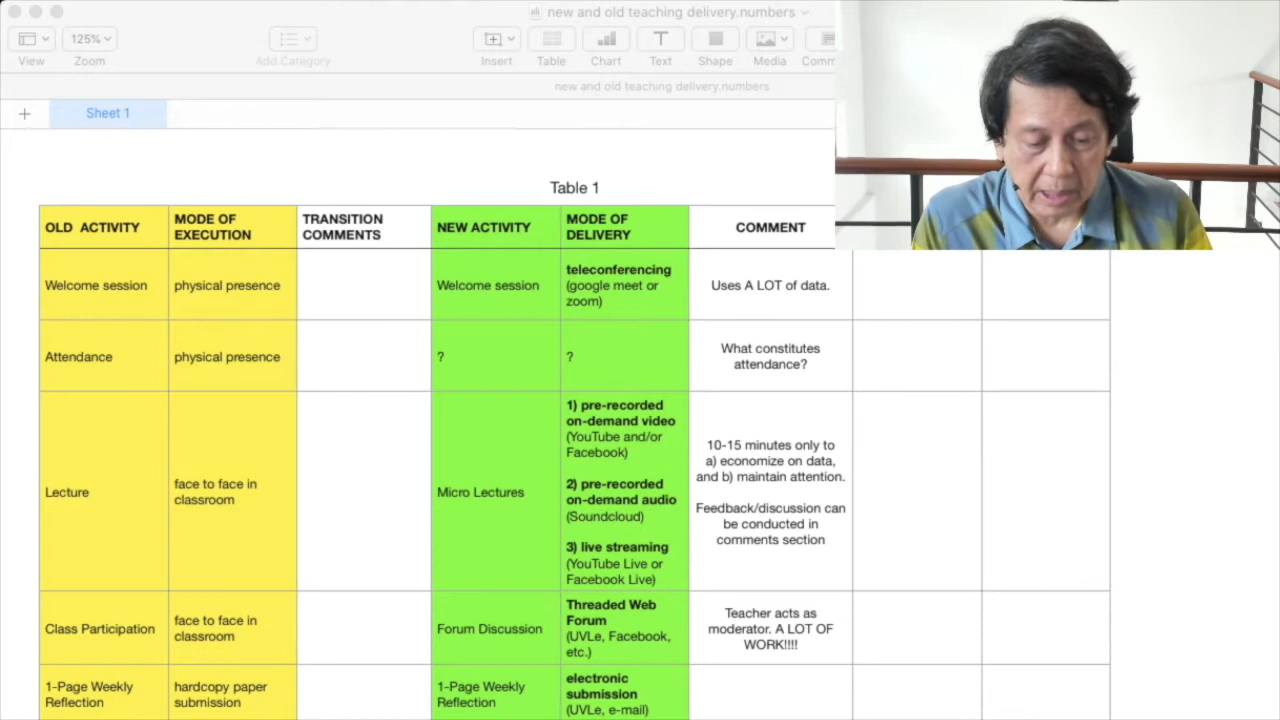 new and old teaching delivery.numbers
125%
View
Zoom
Add Category
Insert
Table
Chart
Text
Shape
Media
Comm
new and old teaching delivery.numbers
+
Sheet 1
Table 1
OLD ACTIVITY
MODE OF
EXECUTION
TRANSITION
COMMENTS
NEW ACTIVITY
MODE OF
DELIVERY
COMMENT
Welcome session
physical presence
Welcome session
teleconferencing
(google meet or
zoom)
Uses A LOT of data.
Attendance
physical presence
?
?
What constitutes
attendance?
Lecture
face to face in
classroom
Micro Lectures
1) pre-recorded
on-demand video
(YouTube and/or
Facebook)
2) pre-recorded
on-demand audio
(Soundcloud)
3) live streaming
(YouTube Live or
Facebook Live)
10-15 minutes only to
a) economize on data,
and b) maintain attention.
Feedback/discussion can
be conducted in
comments section
Class Participation
face to face in
classroom
Forum Discussion
Threaded Web
Forum
(UVLe, Facebook,
etc.)
Teacher acts as
moderator. A LOT OF
WORK!!!!
1-Page Weekly
Reflection
hardcopy paper
submission
1-Page Weekly
Reflection
electronic
submission
(UVLe, e-mail)